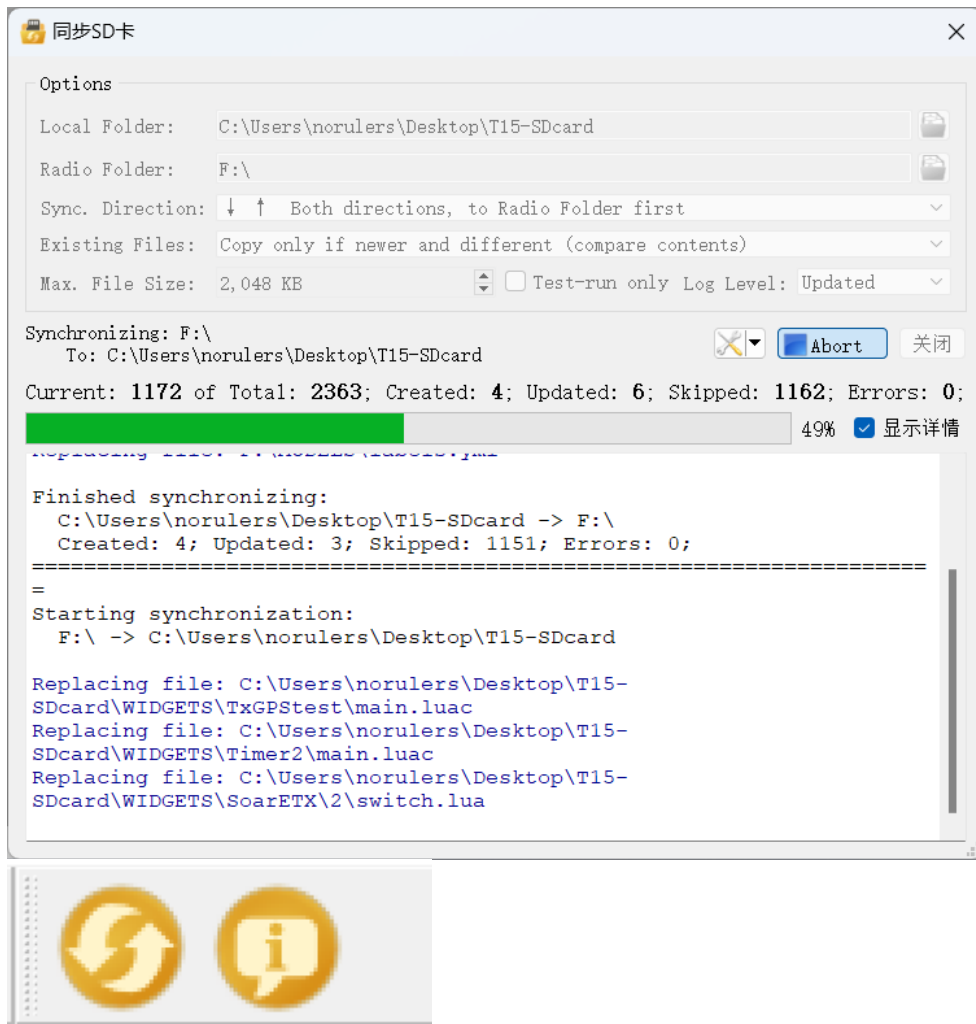 同步SD卡
Options
Local Folder: C:\Users\norulers\Desktop\T15-SDcard
Radio Folder: F:\
Sync. Direction: ↓ ↑ Both directions, to Radio Folder first
Existing Files: Copy only if newer and different (compare contents)
Max. File Size: 2,048 KB Test-run only Log Level: Updated
Synchronizing: F:\
To: C:\Users\norulers\Desktop\T15-SDcard
Abort 关闭
Current: 1172 of Total: 2363; Created: 4; Updated: 6; Skipped: 1162; Errors: 0;
49% 显示详情
Replacing file: F:\MODELS\labels.yml
Finished synchronizing:
C:\Users\norulers\Desktop\T15-SDcard -> F:\
Created: 4; Updated: 3; Skipped: 1151; Errors: 0;
=====================================================================
=
Starting synchronization:
F:\ -> C:\Users\norulers\Desktop\T15-SDcard
Replacing file: C:\Users\norulers\Desktop\T15-
SDcard\WIDGETS\TxGPStest\main.luac
Replacing file: C:\Users\norulers\Desktop\T15-
SDcard\WIDGETS\Timer2\main.luac
Replacing file: C:\Users\norulers\Desktop\T15-
SDcard\WIDGETS\SoarETX\2\switch.lua
i